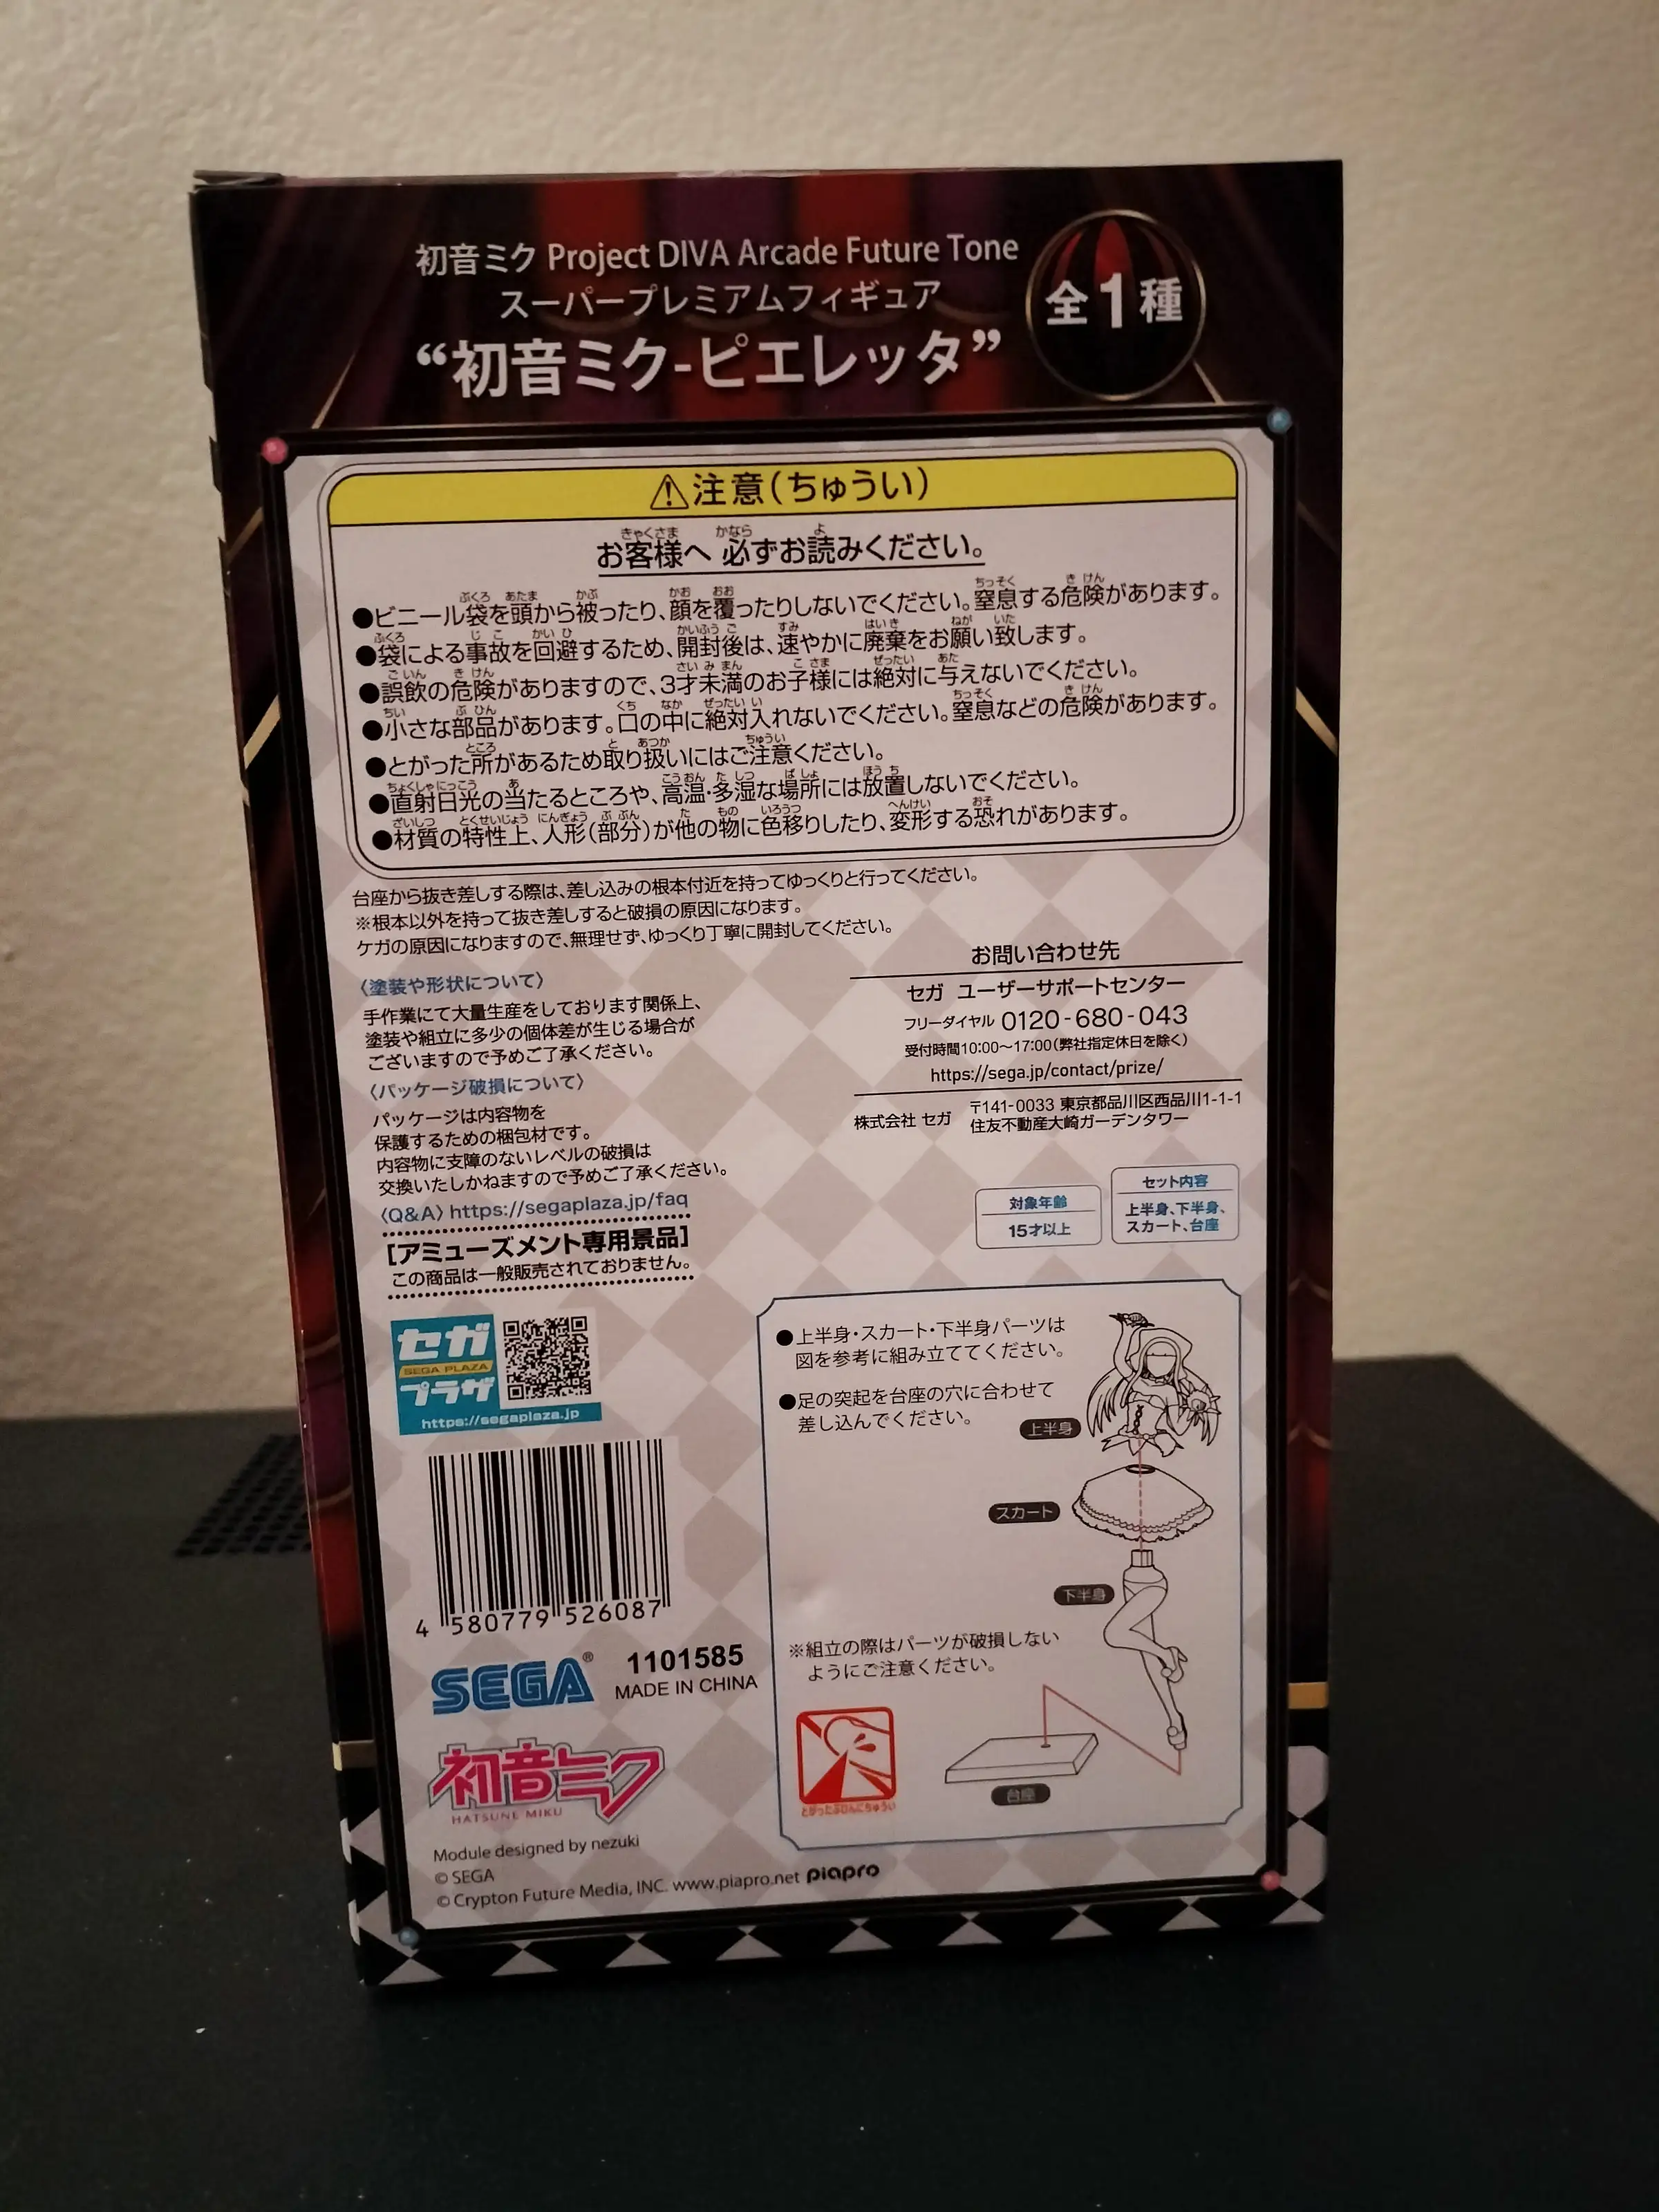 初音ミク Project DIVA Arcade Future Tone
スーパープレミアムフィギュア
“初音ミク-ピエレッタ”
全1種
注意(ちゅうい)
お客様へ 必ずお読みください。
●ビニール袋を頭から被ったり、顔を覆ったりしないでください。窒息する危険があります。
●袋による事故を回避するため、開封後は、速やかに廃棄をお願い致します。
●誤飲の危険がありますので、3才未満のお子様には絶対に与えないでください。
●小さな部品があります。口の中に絶対入れないでください。窒息などの危険があります。
●とがった所があるため取り扱いにはご注意ください。
●直射日光の当たるところや、高温・多湿な場所には放置しないでください。
●材質の特性上、人形(部分)が他の物に色移りしたり、変形する恐れがあります。
台座から抜き差しする際は、差し込みの根本付近を持ってゆっくりと行ってください。
※根本以外を持って抜き差しすると破損の原因になります。
ケガの原因になりますので、無理せず、ゆっくり丁寧に開封してください。
〈塗装や形状について〉
手作業にて大量生産をしております関係上、
塗装や組立に多少の個体差が生じる場合が
ございますので予めご了承ください。
〈パッケージ破損について〉
パッケージは内容物を
保護するための梱包材です。
内容物に支障のないレベルの破損は
交換いたしかねますので予めご了承ください。
〈Q&A〉https://segaplaza.jp/faq
[アミューズメント専用景品]
この商品は一般販売されておりません。
お問い合わせ先
セガ ユーザーサポートセンター
フリーダイヤル 0120-680-043
受付時間10:00〜17:00(弊社指定休日を除く)
https://sega.jp/contact/prize/
株式会社 セガ
〒141-0033 東京都品川区西品川1-1-1
住友不動産大崎ガーデンタワー
対象年齢
15才以上
セット内容
上半身、下半身、
スカート、台座
セガ
SEGA PLAZA
プラザ
https://segaplaza.jp
4 580779 526087
SEGA®
1101585
MADE IN CHINA
初音ミク
HATSUNE MIKU
Module designed by nezuki
© SEGA
© Crypton Future Media, INC. www.piapro.net piapro
●上半身・スカート・下半身パーツは
図を参考に組み立ててください。
●足の突起を台座の穴に合わせて
差し込んでください。
上半身
スカート
下半身
※組立の際はパーツが破損しない
ようにご注意ください。
台座
とがったぶひんにちゅうい